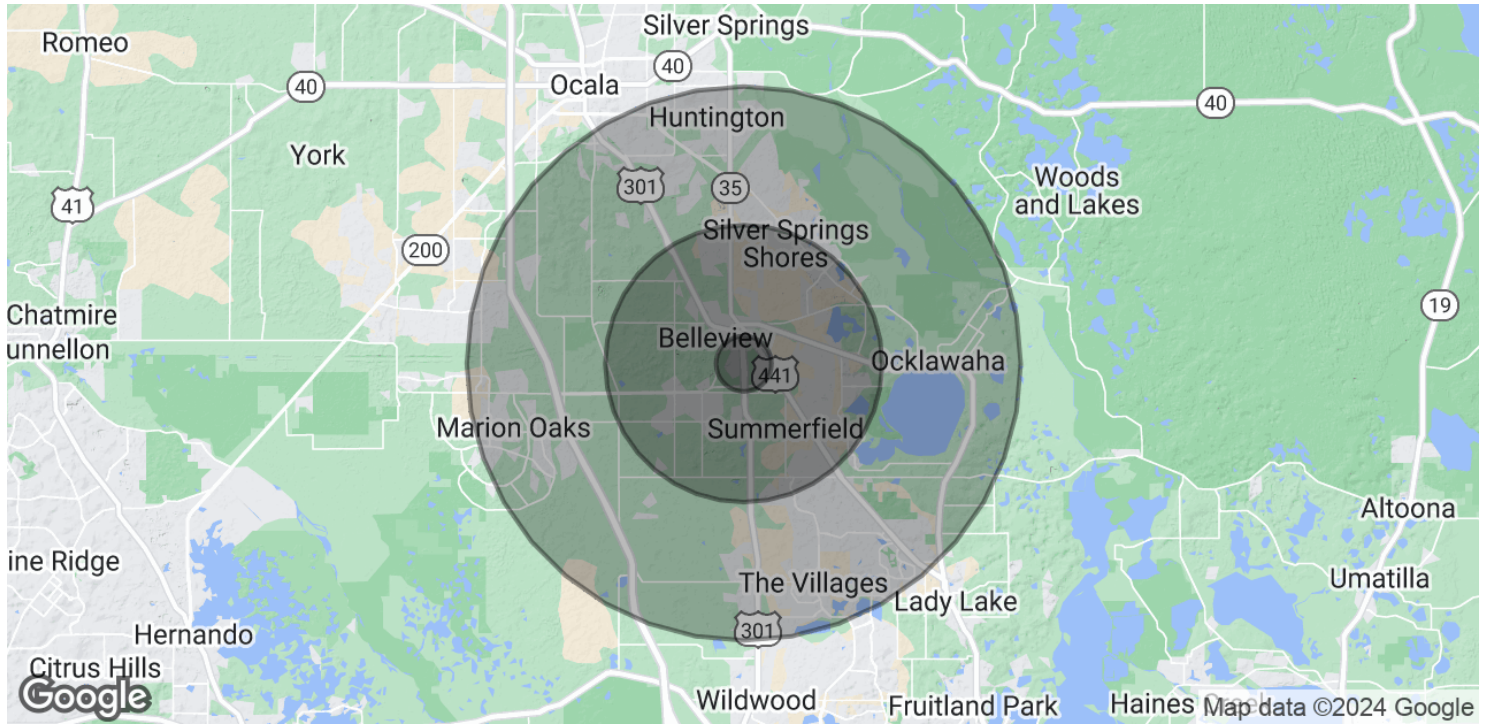 Silver Springs
Romeo
40
Ocala
40
40
Huntington
York
301
35
Woods
and Lakes
41
200
Silver Springs
Shores
19
Chatmire
unnellon
Belleview
441
Ocklawaha
Marion Oaks
Summerfield
Altoona
ine Ridge
The Villages
Umatilla
Lady Lake
301
Hernando
Citrus Hills
Google
Wildwood
Fruitland Park
Haines
Map data ©2024 Google